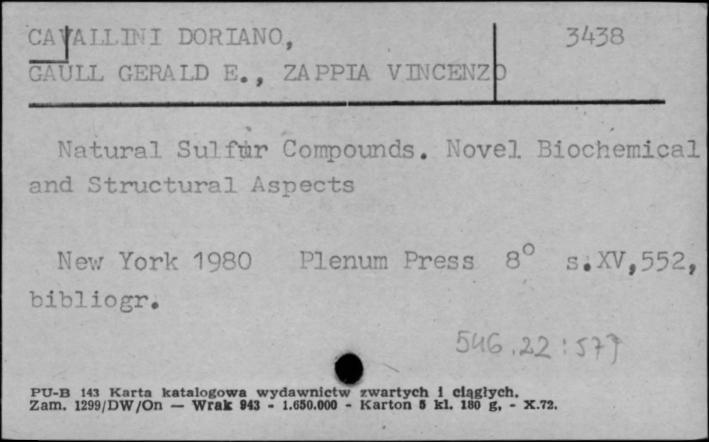 CAVALLINI DORIANO, 3438
GAULL GERALD E., ZAPPIA VINCENZO
Natural Sulfur Compounds. Novel Biochemical
and Structural Aspects
New York 1980 Plenum Press 8° s.XV,552,
bibliogr.
546.22:577
PU-B 143 Karta katalogowa wydawnictw zwartych i ciągłych.
Zam. 1299/DW/On — Wrak 943 - 1.650.000 - Karton 5 kl. 180 g. - X.72.